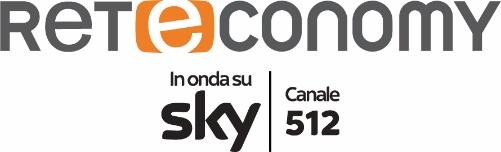 RETeCONOMY
In onda su
sky
Canale
512